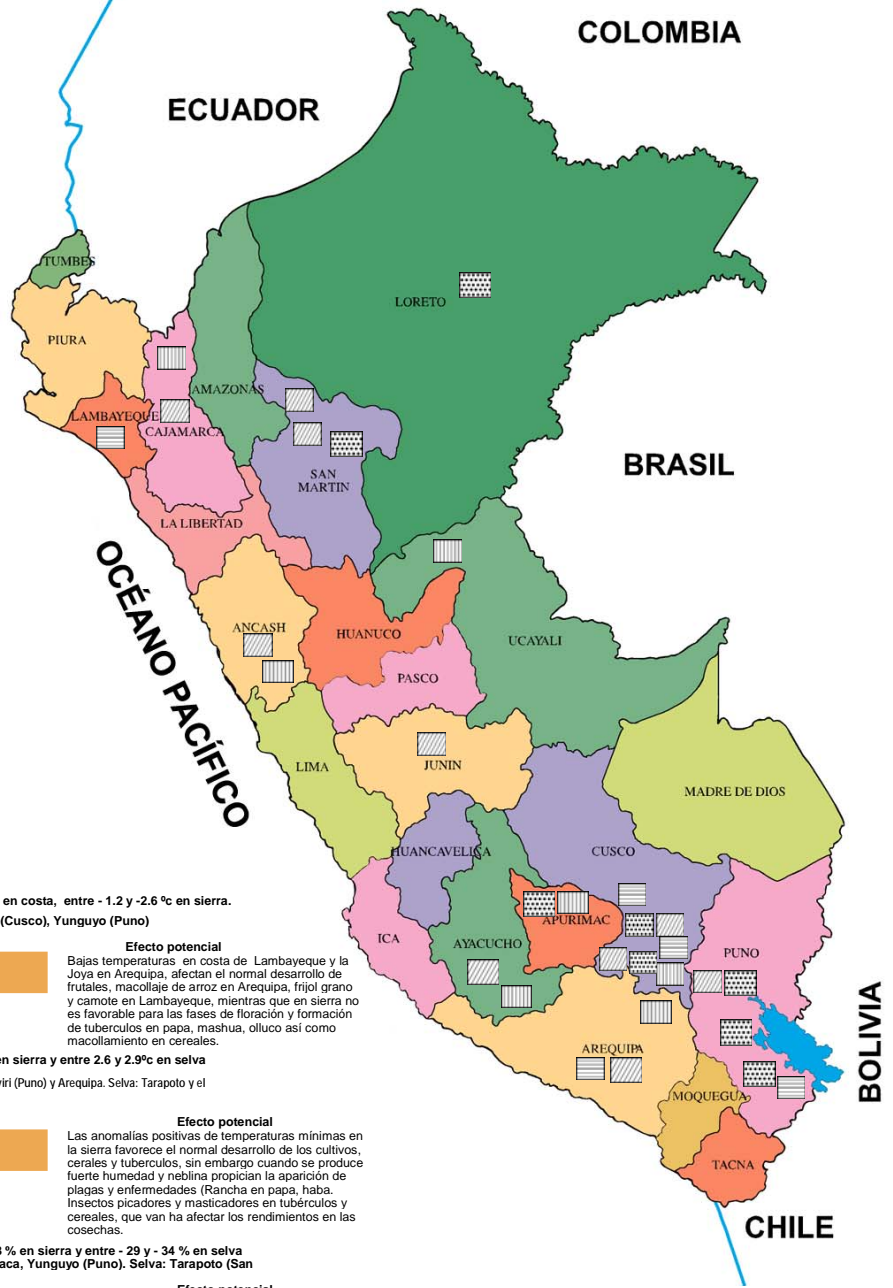 COLOMBIA
ECUADOR
TUMBES
LORETO
PIURA
AMAZONAS
LAMBAYEQUE
CAJAMARCA
BRASIL
SAN
MARTIN
LA LIBERTAD
OCÉANO PACÍFICO
ANCASH
HUANUCO
UCAYALI
PASCO
LIMA
JUNIN
MADRE DE DIOS
HUANCAVELICA
CUSCO
en costa, entre - 1.2 y -2.6 ºc en sierra.
(Cusco), Yunguyo (Puno)
ICA
AYACUCHO
APURIMAC
PUNO
Efecto potencial
Bajas temperaturas en costa de Lambayeque y la
Joya en Arequipa, afectan el normal desarrollo de
frutales, macollaje de arroz en Arequipa, frijol grano
y camote en Lambayeque, mientras que en sierra no
es favorable para las fases de floración y formación
de tuberculos en papa, mashua, olluco así como
macollamiento en cereales.
AREQUIPA
BOLIVIA
en sierra y entre 2.6 y 2.9ºc en selva
viri (Puno) y Arequipa. Selva: Tarapoto y el
MOQUEGUA
Efecto potencial
Las anomalías positivas de temperaturas mínimas en
la sierra favorece el normal desarrollo de los cultivos,
cerales y tuberculos, sin embargo cuando se produce
fuerte humedad y neblina propician la aparición de
plagas y enfermedades (Rancha en papa, haba.
Insectos picadores y masticadores en tubérculos y
cereales, que van ha afectar los rendimientos en las
cosechas.
TACNA
CHILE
% en sierra y entre - 29 y - 34 % en selva
aca, Yunguyo (Puno). Selva: Tarapoto (San
Efecto potencial